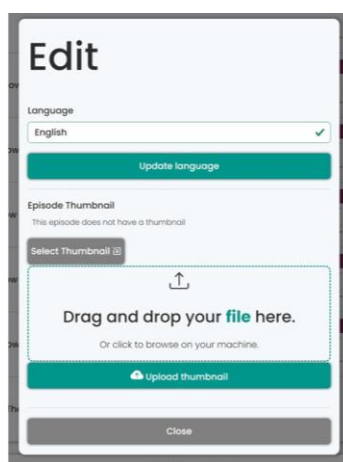 Edit
Language
English
Update language
Episode Thumbnail
This episode does not have a thumbnail
Select Thumbnail
Drag and drop your file here.
Or click to browse on your machine.
Upload thumbnail
Close